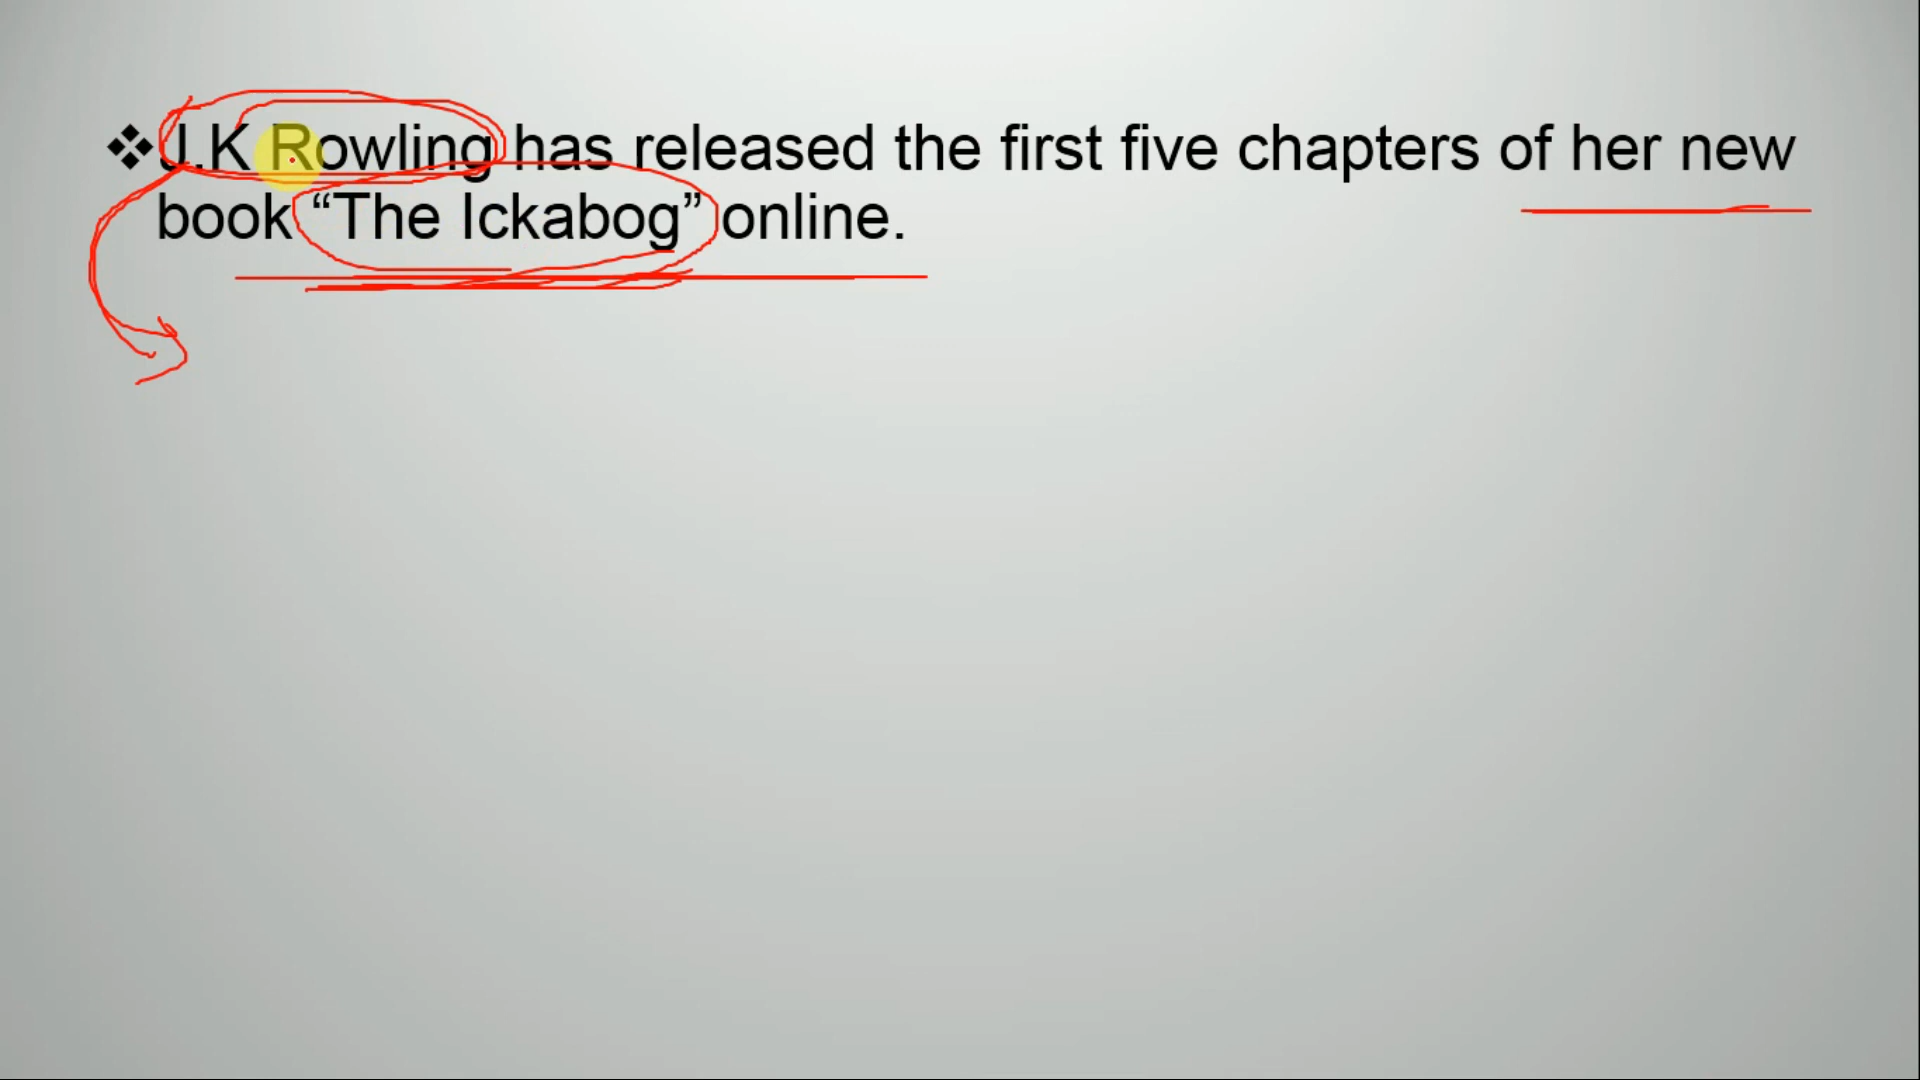 ❖J.K Rowling has released the first five chapters of her new
book “The Ickabog” online.